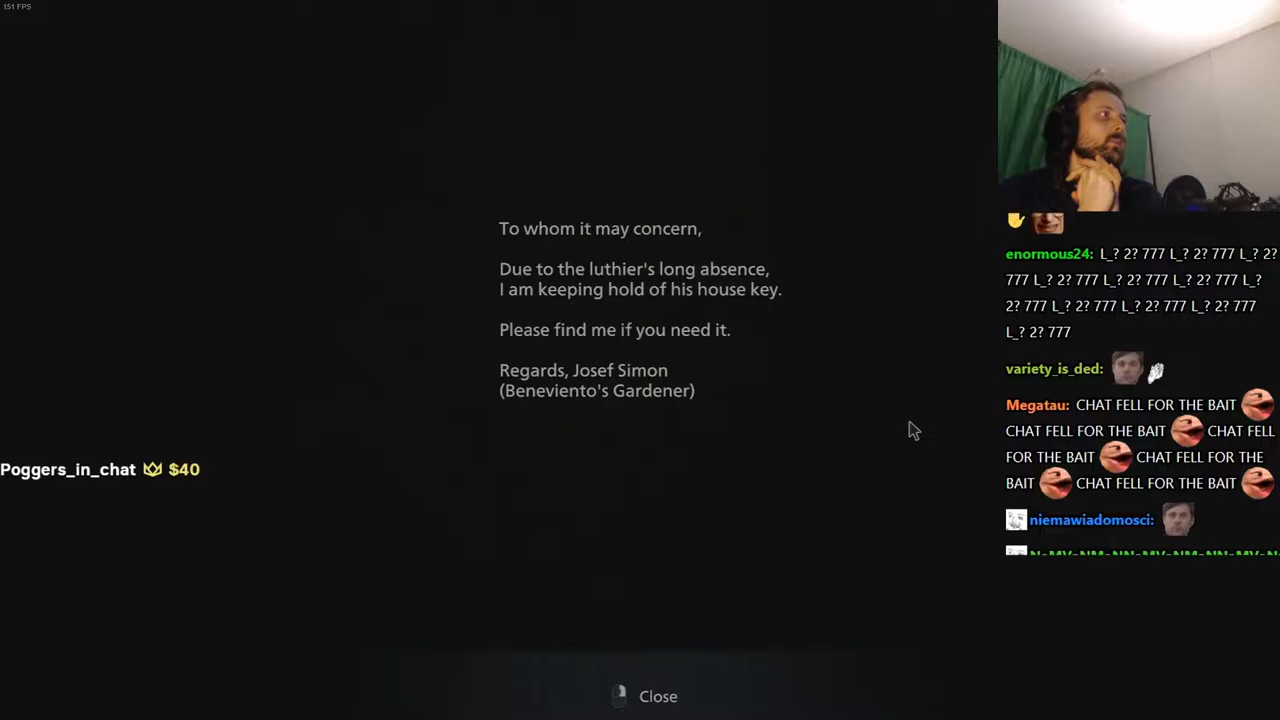 151 FPS
To whom it may concern,
Due to the luthier's long absence,
I am keeping hold of his house key.
Please find me if you need it.
Regards, Josef Simon
(Beneviento's Gardener)
Close
Poggers_in_chat $40
enormous24: L_? 2? 777 L_? 2? 777 L_? 2?
777 L_? 2? 777 L_? 2? 777 L_? 2? 777 L_?
2? 777 L_? 2? 777 L_? 2? 777 L_? 2? 777
L_? 2? 777
variety_is_ded:
Megatau: CHAT FELL FOR THE BAIT
CHAT FELL FOR THE BAIT CHAT FELL
FOR THE BAIT CHAT FELL FOR THE
BAIT CHAT FELL FOR THE BAIT
niemawiadomosci: